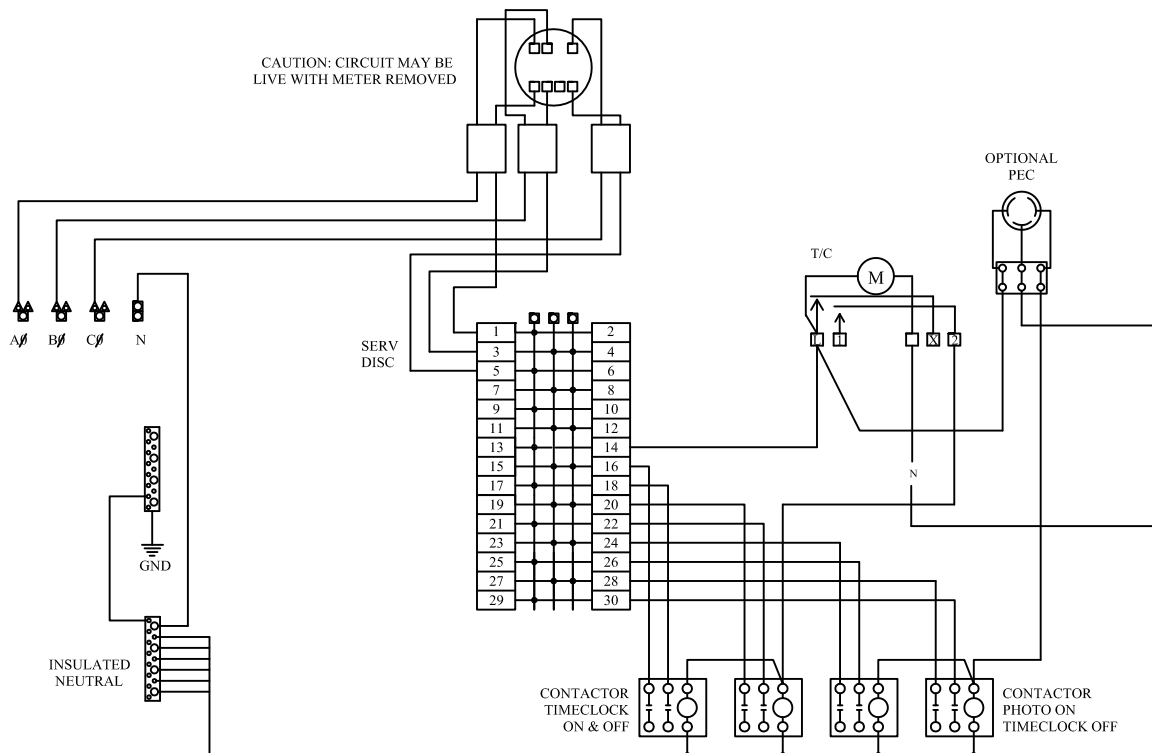 CAUTION: CIRCUIT MAY BE
LIVE WITH METER REMOVED
OPTIONAL
PEC
T/C
M
AØ BØ CØ N
L 1 X 2
SERV
DISC
1 2
3 4
5 6
7 8
9 10
11 12
13 14
15 16
17 18
19 20
21 22
23 24
25 26
27 28
29 30
N
GND
INSULATED
NEUTRAL
CONTACTOR
TIMECLOCK
ON & OFF
CONTACTOR
PHOTO ON
TIMECLOCK OFF